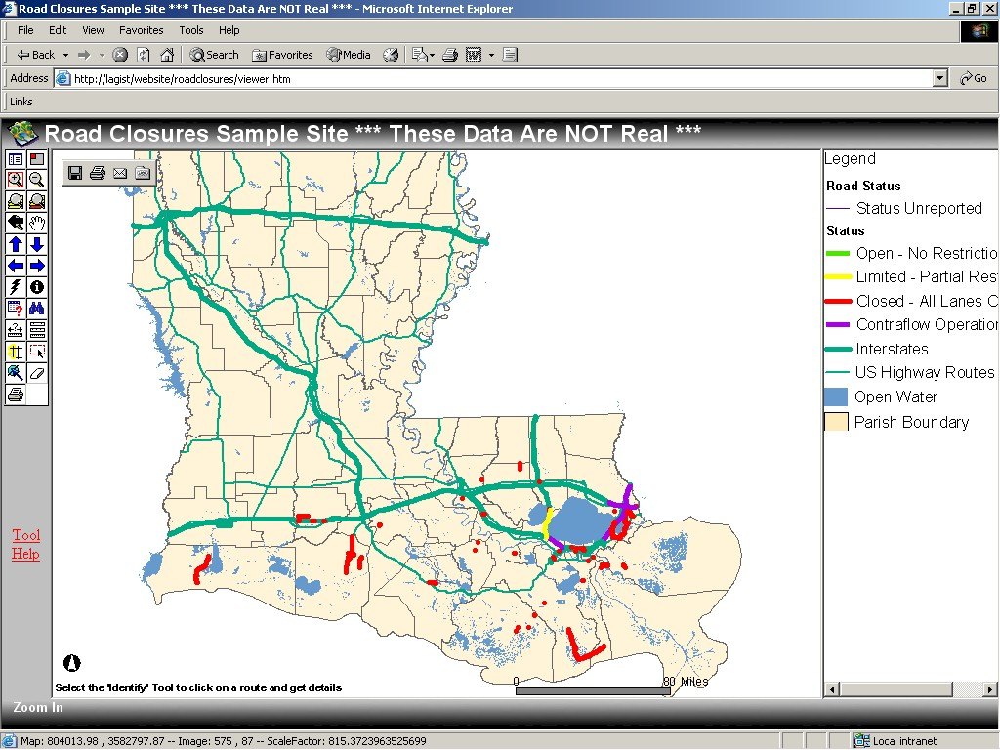 Road Closures Sample Site *** These Data Are NOT Real *** - Microsoft Internet Explorer
File Edit View Favorites Tools Help
Back Search Favorites Media
Address http://lagist/website/roadclosures/viewer.htm Go
Links
Road Closures Sample Site *** These Data Are NOT Real ***
Legend
Road Status
Status Unreported
Status
Open - No Restrictio
Limited - Partial Res
Closed - All Lanes C
Contraflow Operation
Interstates
US Highway Routes
Open Water
Parish Boundary
Tool
Help
0 80 Miles
Select the 'Identify' Tool to click on a route and get details
Zoom In
Map: 804013.98 , 3582797.87 -- Image: 575 , 87 -- ScaleFactor: 815.3723963525699
Local intranet